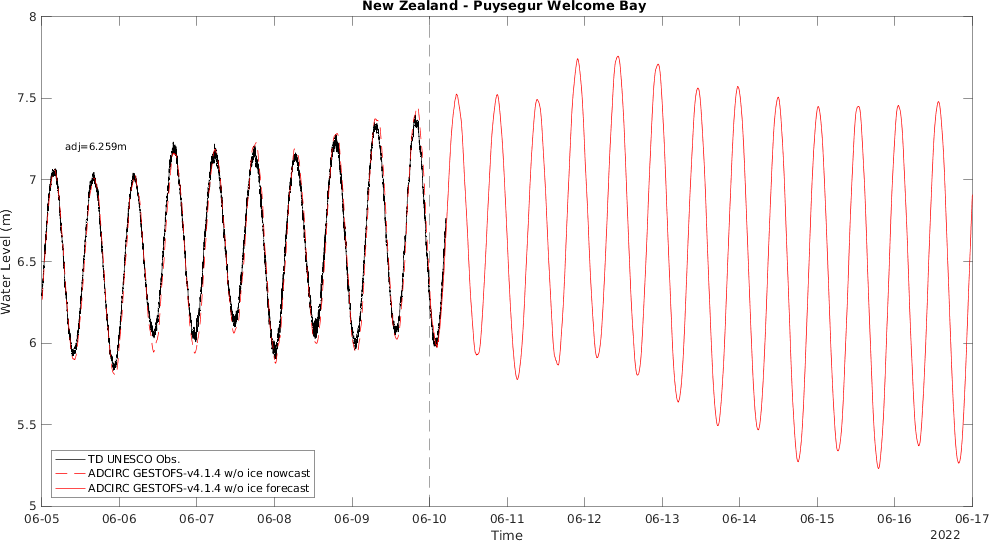 New Zealand - Puysegur Welcome Bay
8
7.5
7
6.5
6
5.5
5
Water Level (m)
adj=6.259m
TD UNESCO Obs.
ADCIRC GESTOFS-v4.1.4 w/o ice nowcast
ADCIRC GESTOFS-v4.1.4 w/o ice forecast
06-05 06-06 06-07 06-08 06-09 06-10 06-11 06-12 06-13 06-14 06-15 06-16 06-17
Time
2022